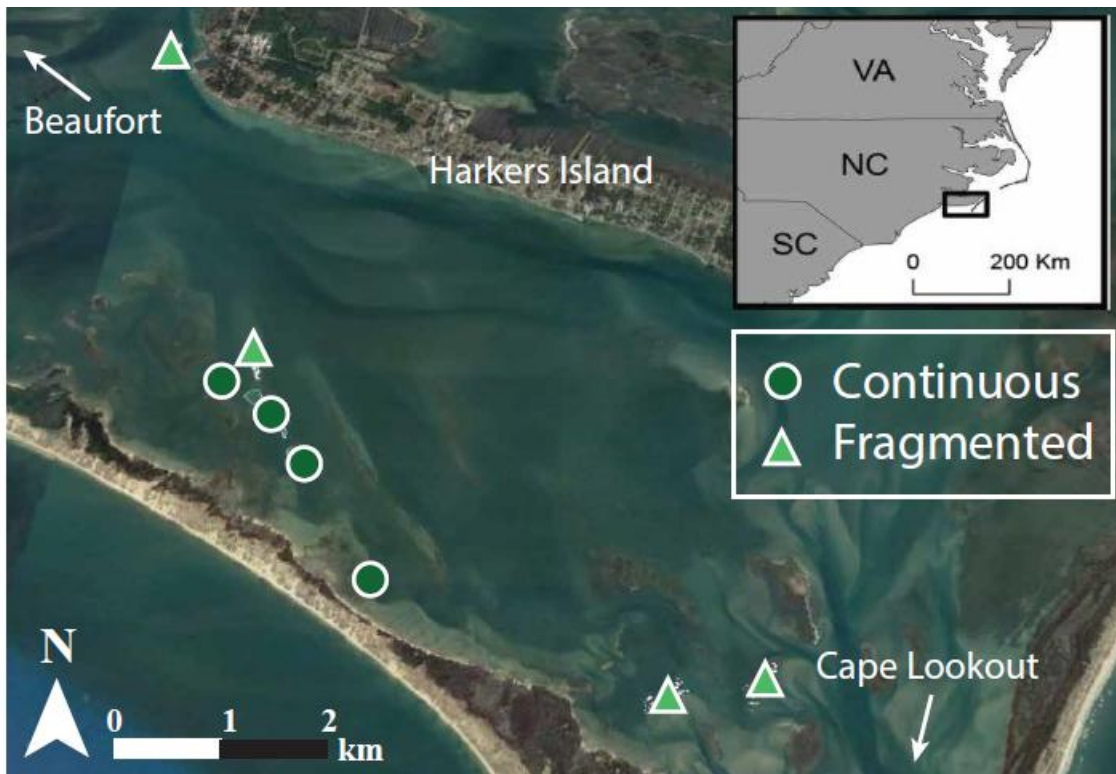 Beaufort
Harkers Island
VA
NC
SC
0 200 Km
Continuous
Fragmented
Cape Lookout
N
0 1 2
km